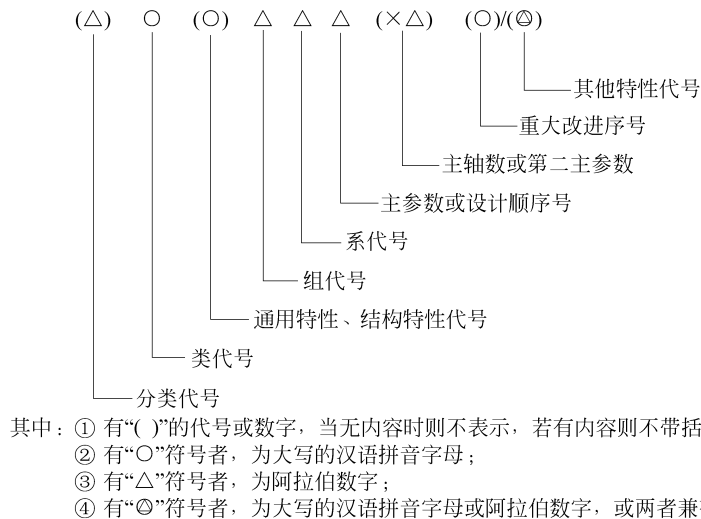 (△) ○ (○) △ △ △ (×△) (○)/(◎)
其他特性代号
重大改进序号
主轴数或第二主参数
主参数或设计顺序号
系代号
组代号
通用特性、结构特性代号
类代号
分类代号
其中：① 有“( )”的代号或数字，当无内容时则不表示，若有内容则不带括
② 有“○”符号者，为大写的汉语拼音字母；
③ 有“△”符号者，为阿拉伯数字；
④ 有“◎”符号者，为大写的汉语拼音字母或阿拉伯数字，或两者兼